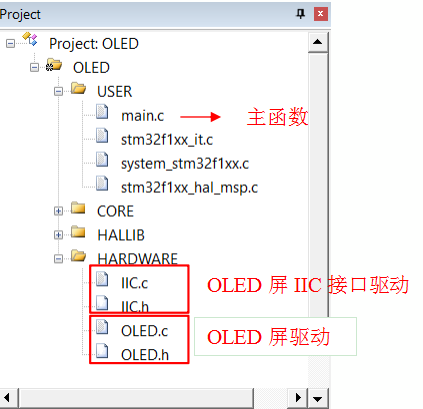 Project
Project: OLED
OLED
USER
main.c
主函数
stm32f1xx_it.c
system_stm32f1xx.c
stm32f1xx_hal_msp.c
CORE
HALLIB
HARDWARE
IIC.c
OLED 屏 IIC 接口驱动
IIC.h
OLED.c
OLED 屏驱动
OLED.h